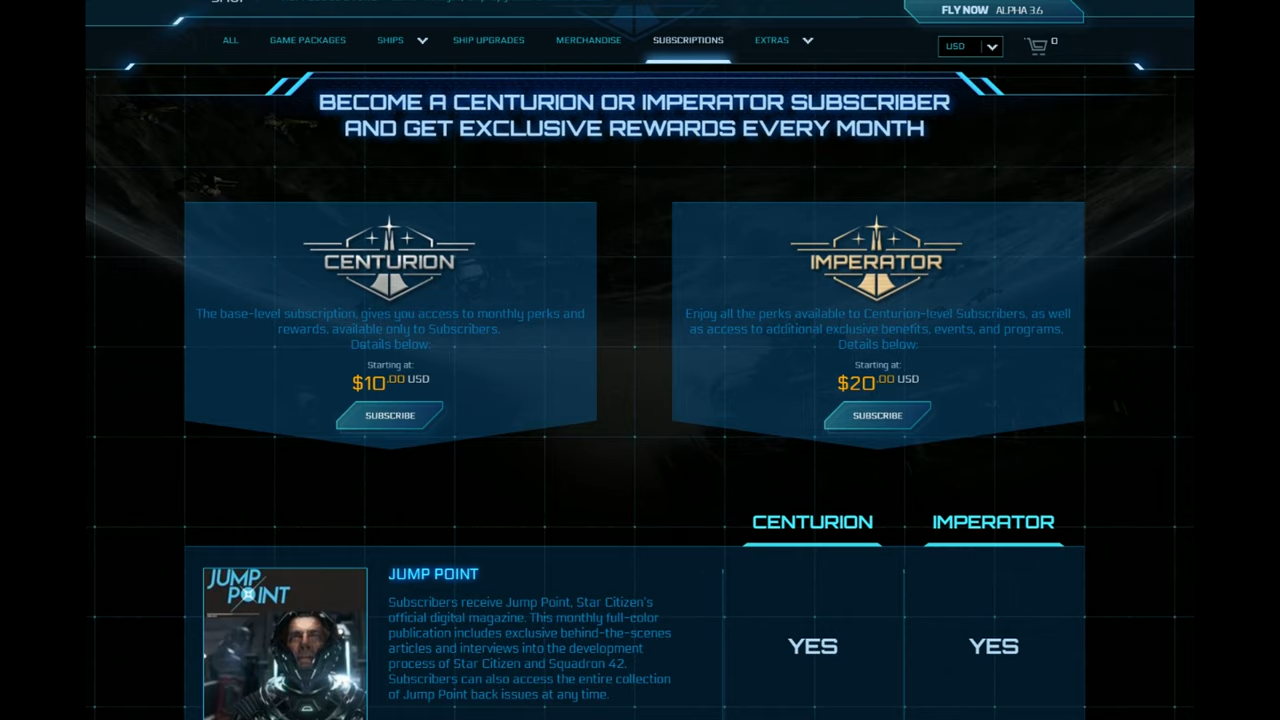 FLY NOW ALPHA 3.6
ALL GAME PACKAGES SHIPS SHIP UPGRADES MERCHANDISE SUBSCRIPTIONS EXTRAS USD 0
BECOME A CENTURION OR IMPERATOR SUBSCRIBER
AND GET EXCLUSIVE REWARDS EVERY MONTH
CENTURION
The base-level subscription, gives you access to monthly perks and
rewards, available only to Subscribers.
Details below:
Starting at:
$10.00 USD
SUBSCRIBE
IMPERATOR
Enjoy all the perks available to Centurion-level Subscribers, as well
as access to additional exclusive benefits, events, and programs.
Details below:
Starting at:
$20.00 USD
SUBSCRIBE
CENTURION IMPERATOR
JUMP
POINT
JUMP POINT
Subscribers receive Jump Point, Star Citizen's
official digital magazine. This monthly full-color
publication includes exclusive behind-the-scenes
articles and interviews into the development
process of Star Citizen and Squadron 42.
Subscribers can also access the entire collection
of Jump Point back issues at any time.
YES YES